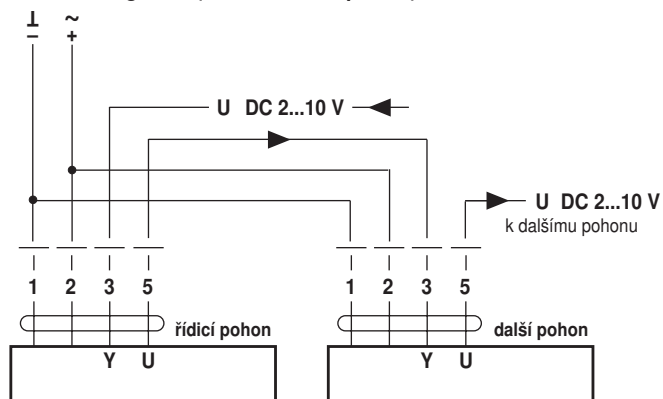 ⊥ ~
– +
U DC 2...10 V
U DC 2...10 V
k dalšímu pohonu
1 2 3 5 1 2 3 5
řídicí pohon další pohon
Y U Y U